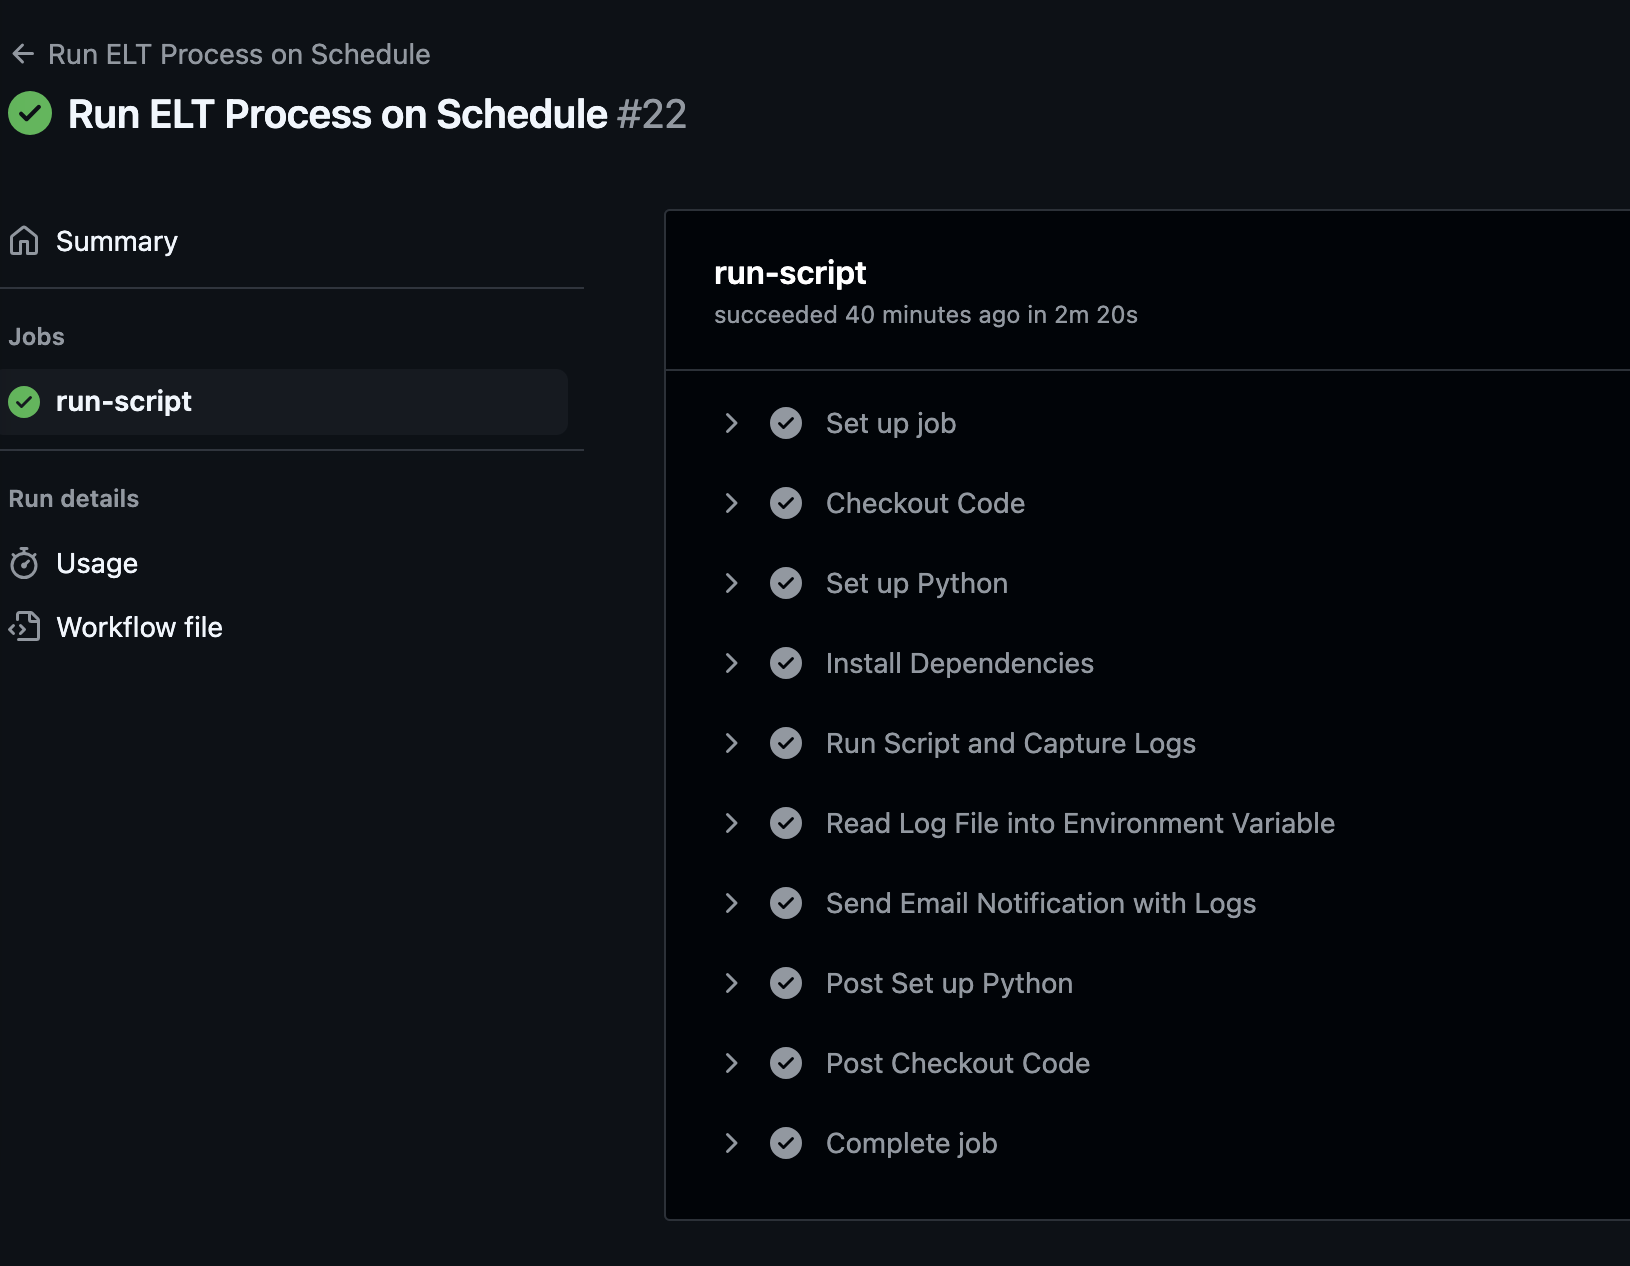 Run ELT Process on Schedule
Run ELT Process on Schedule #22
Summary
Jobs
run-script
Run details
Usage
Workflow file
run-script
succeeded 40 minutes ago in 2m 20s
Set up job
Checkout Code
Set up Python
Install Dependencies
Run Script and Capture Logs
Read Log File into Environment Variable
Send Email Notification with Logs
Post Set up Python
Post Checkout Code
Complete job